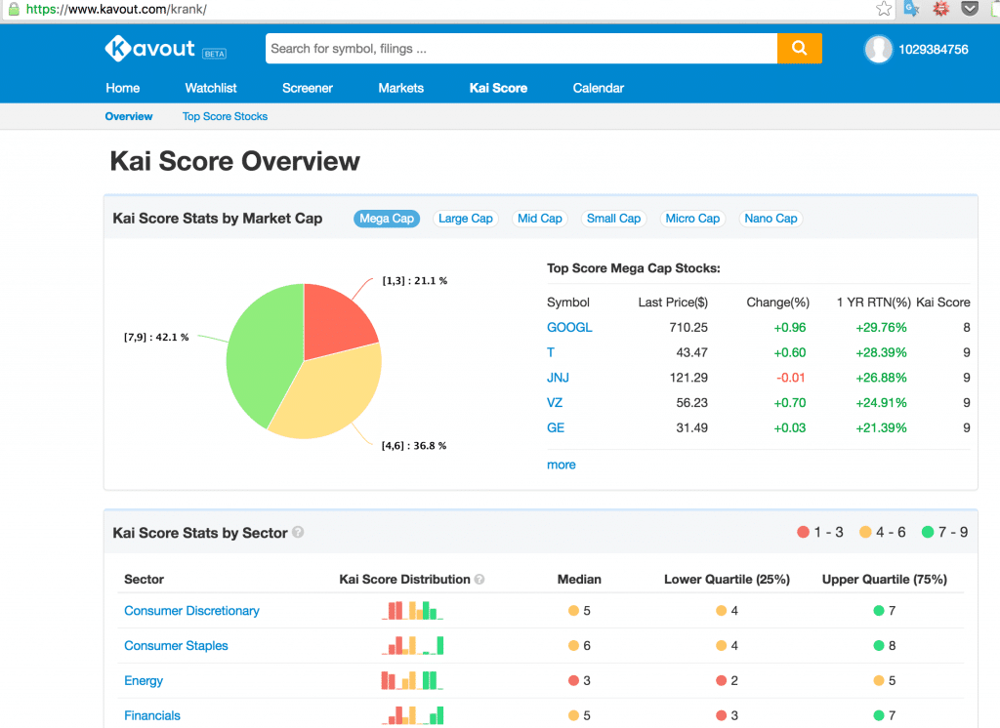 https://www.kavout.com/krank/
Kavout BETA
Search for symbol, filings ...
1029384756
Home Watchlist Screener Markets Kai Score Calendar
Overview Top Score Stocks
Kai Score Overview
Kai Score Stats by Market Cap Mega Cap Large Cap Mid Cap Small Cap Micro Cap Nano Cap
[1,3] : 21.1 %
[7,9] : 42.1 %
[4,6] : 36.8 %
Top Score Mega Cap Stocks:
Symbol Last Price($) Change(%) 1 YR RTN(%) Kai Score
GOOGL 710.25 +0.96 +29.76% 8
T 43.47 +0.60 +28.39% 9
JNJ 121.29 -0.01 +26.88% 9
VZ 56.23 +0.70 +24.91% 9
GE 31.49 +0.03 +21.39% 9
more
Kai Score Stats by Sector ? 1 - 3 4 - 6 7 - 9
Sector Kai Score Distribution ? Median Lower Quartile (25%) Upper Quartile (75%)
Consumer Discretionary 5 4 7
Consumer Staples 6 4 8
Energy 3 2 5
Financials 5 3 7